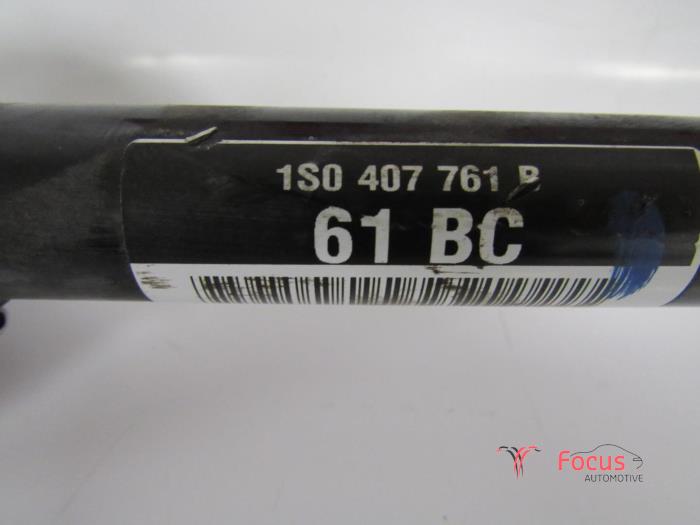 1S0 407 761 B
61 BC
Focus
AUTOMOTIVE